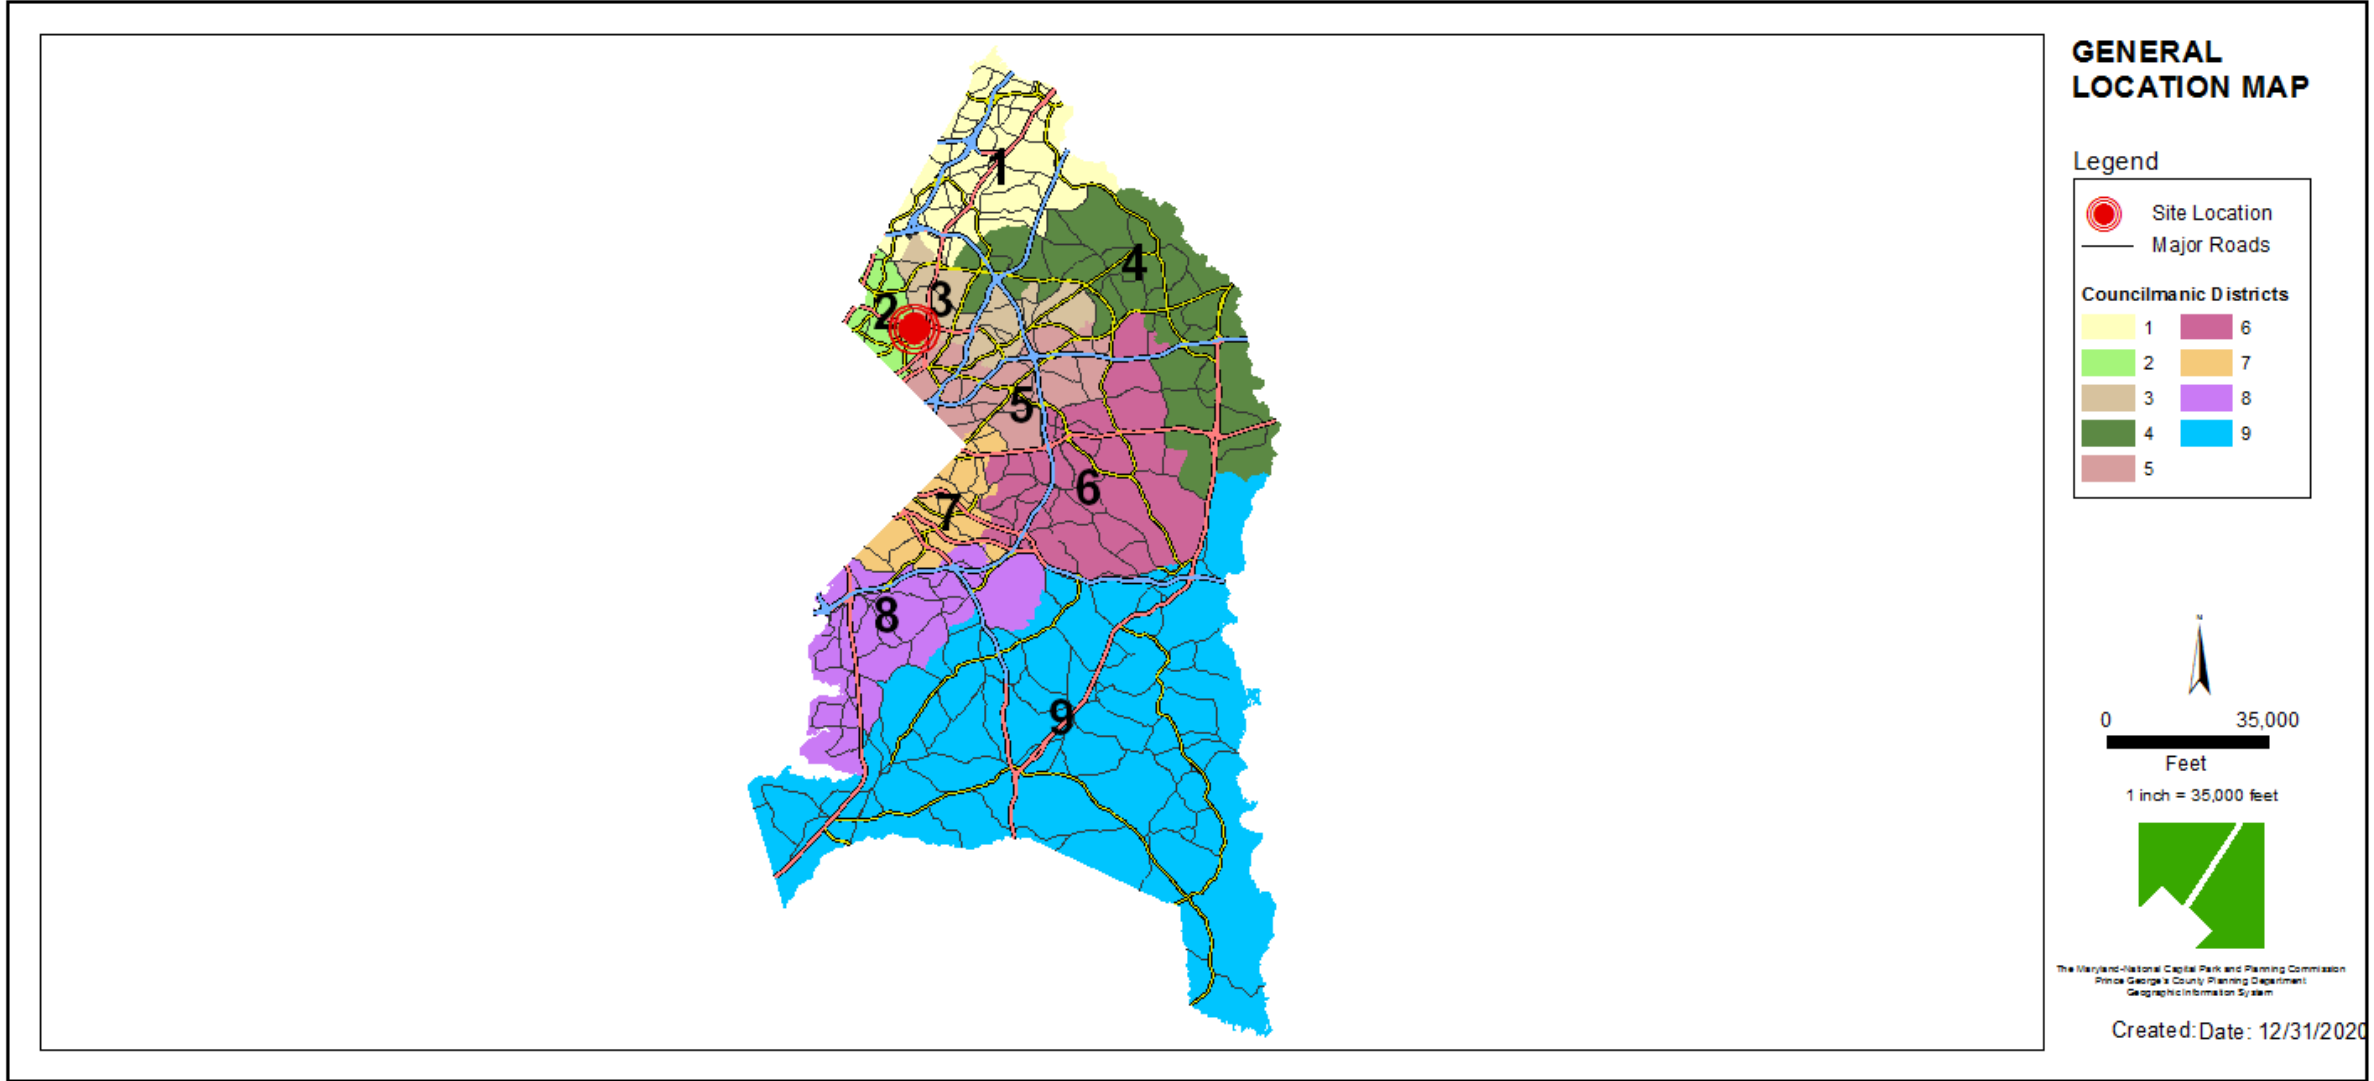 GENERAL
LOCATION MAP
Legend
Site Location
Major Roads
Councilmanic Districts
1 6
2 7
3 8
4 9
5
1
4
3
2
5
6
7
8
9
N
0 35,000
Feet
1 inch = 35,000 feet
The Maryland-National Capital Park and Planning Commission
Prince George's County Planning Department
Geographic Information System
Created: Date: 12/31/2020